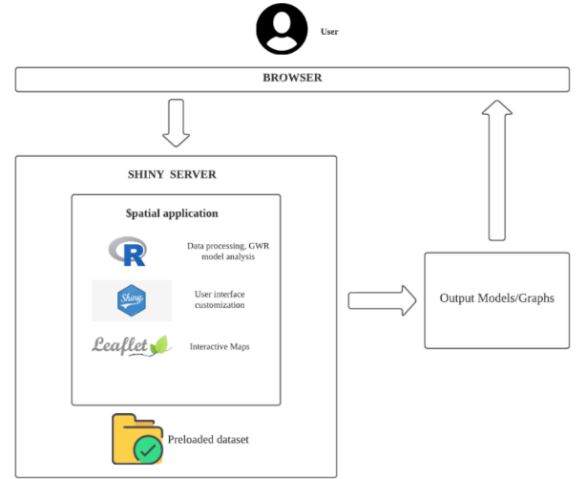 User
BROWSER
SHINY SERVER
Spatial application
R
Data processing, GWR
model analysis
Shiny
User interface
customization
Leaflet
Interactive Maps
Preloaded dataset
Output Models/Graphs